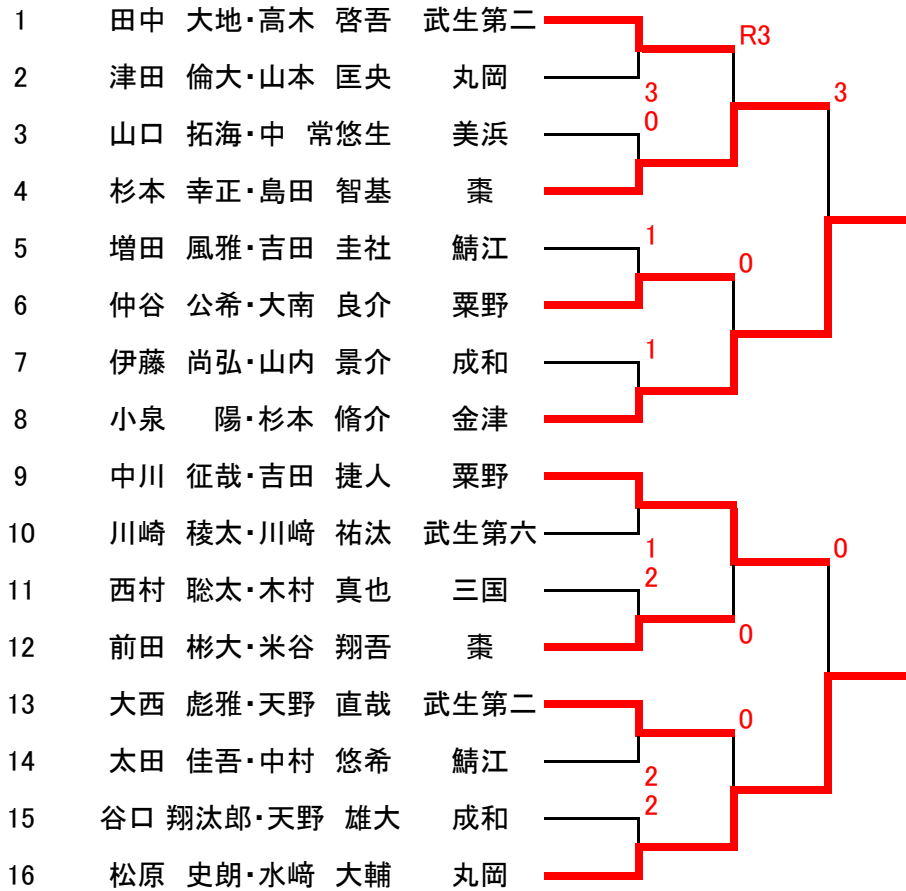 1 田中 大地・高木 啓吾 武生第二
R3
2 津田 倫大・山本 匡央 丸岡
3
3
0
3 山口 拓海・中 常悠生 美浜
4 杉本 幸正・島田 智基 棗
5 増田 風雅・吉田 圭社 鯖江
1
0
6 仲谷 公希・大南 良介 粟野
7 伊藤 尚弘・山内 景介 成和
1
8 小泉 陽・杉本 脩介 金津
9 中川 征哉・吉田 捷人 粟野
10 川崎 稜太・川﨑 祐汰 武生第六
1
0
11 西村 聡太・木村 真也 三国
2
12 前田 彬大・米谷 翔吾 棗
0
13 大西 彪雅・天野 直哉 武生第二
0
14 太田 佳吾・中村 悠希 鯖江
2
2
15 谷口 翔汰郎・天野 雄大 成和
16 松原 史朗・水﨑 大輔 丸岡